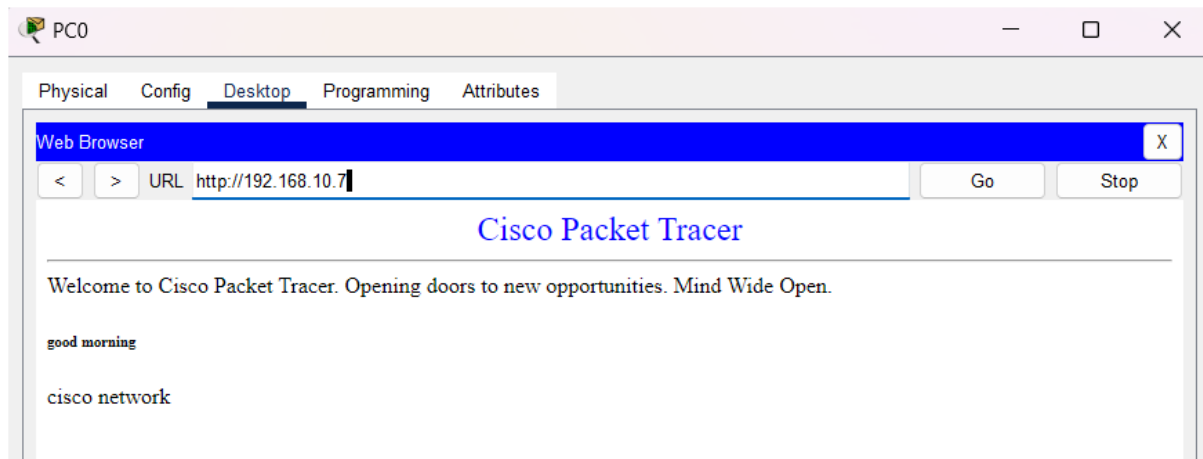 PC0
Physical Config Desktop Programming Attributes
Web Browser
X
< > URL http://192.168.10.7 Go Stop
Cisco Packet Tracer
Welcome to Cisco Packet Tracer. Opening doors to new opportunities. Mind Wide Open.
good morning
cisco network